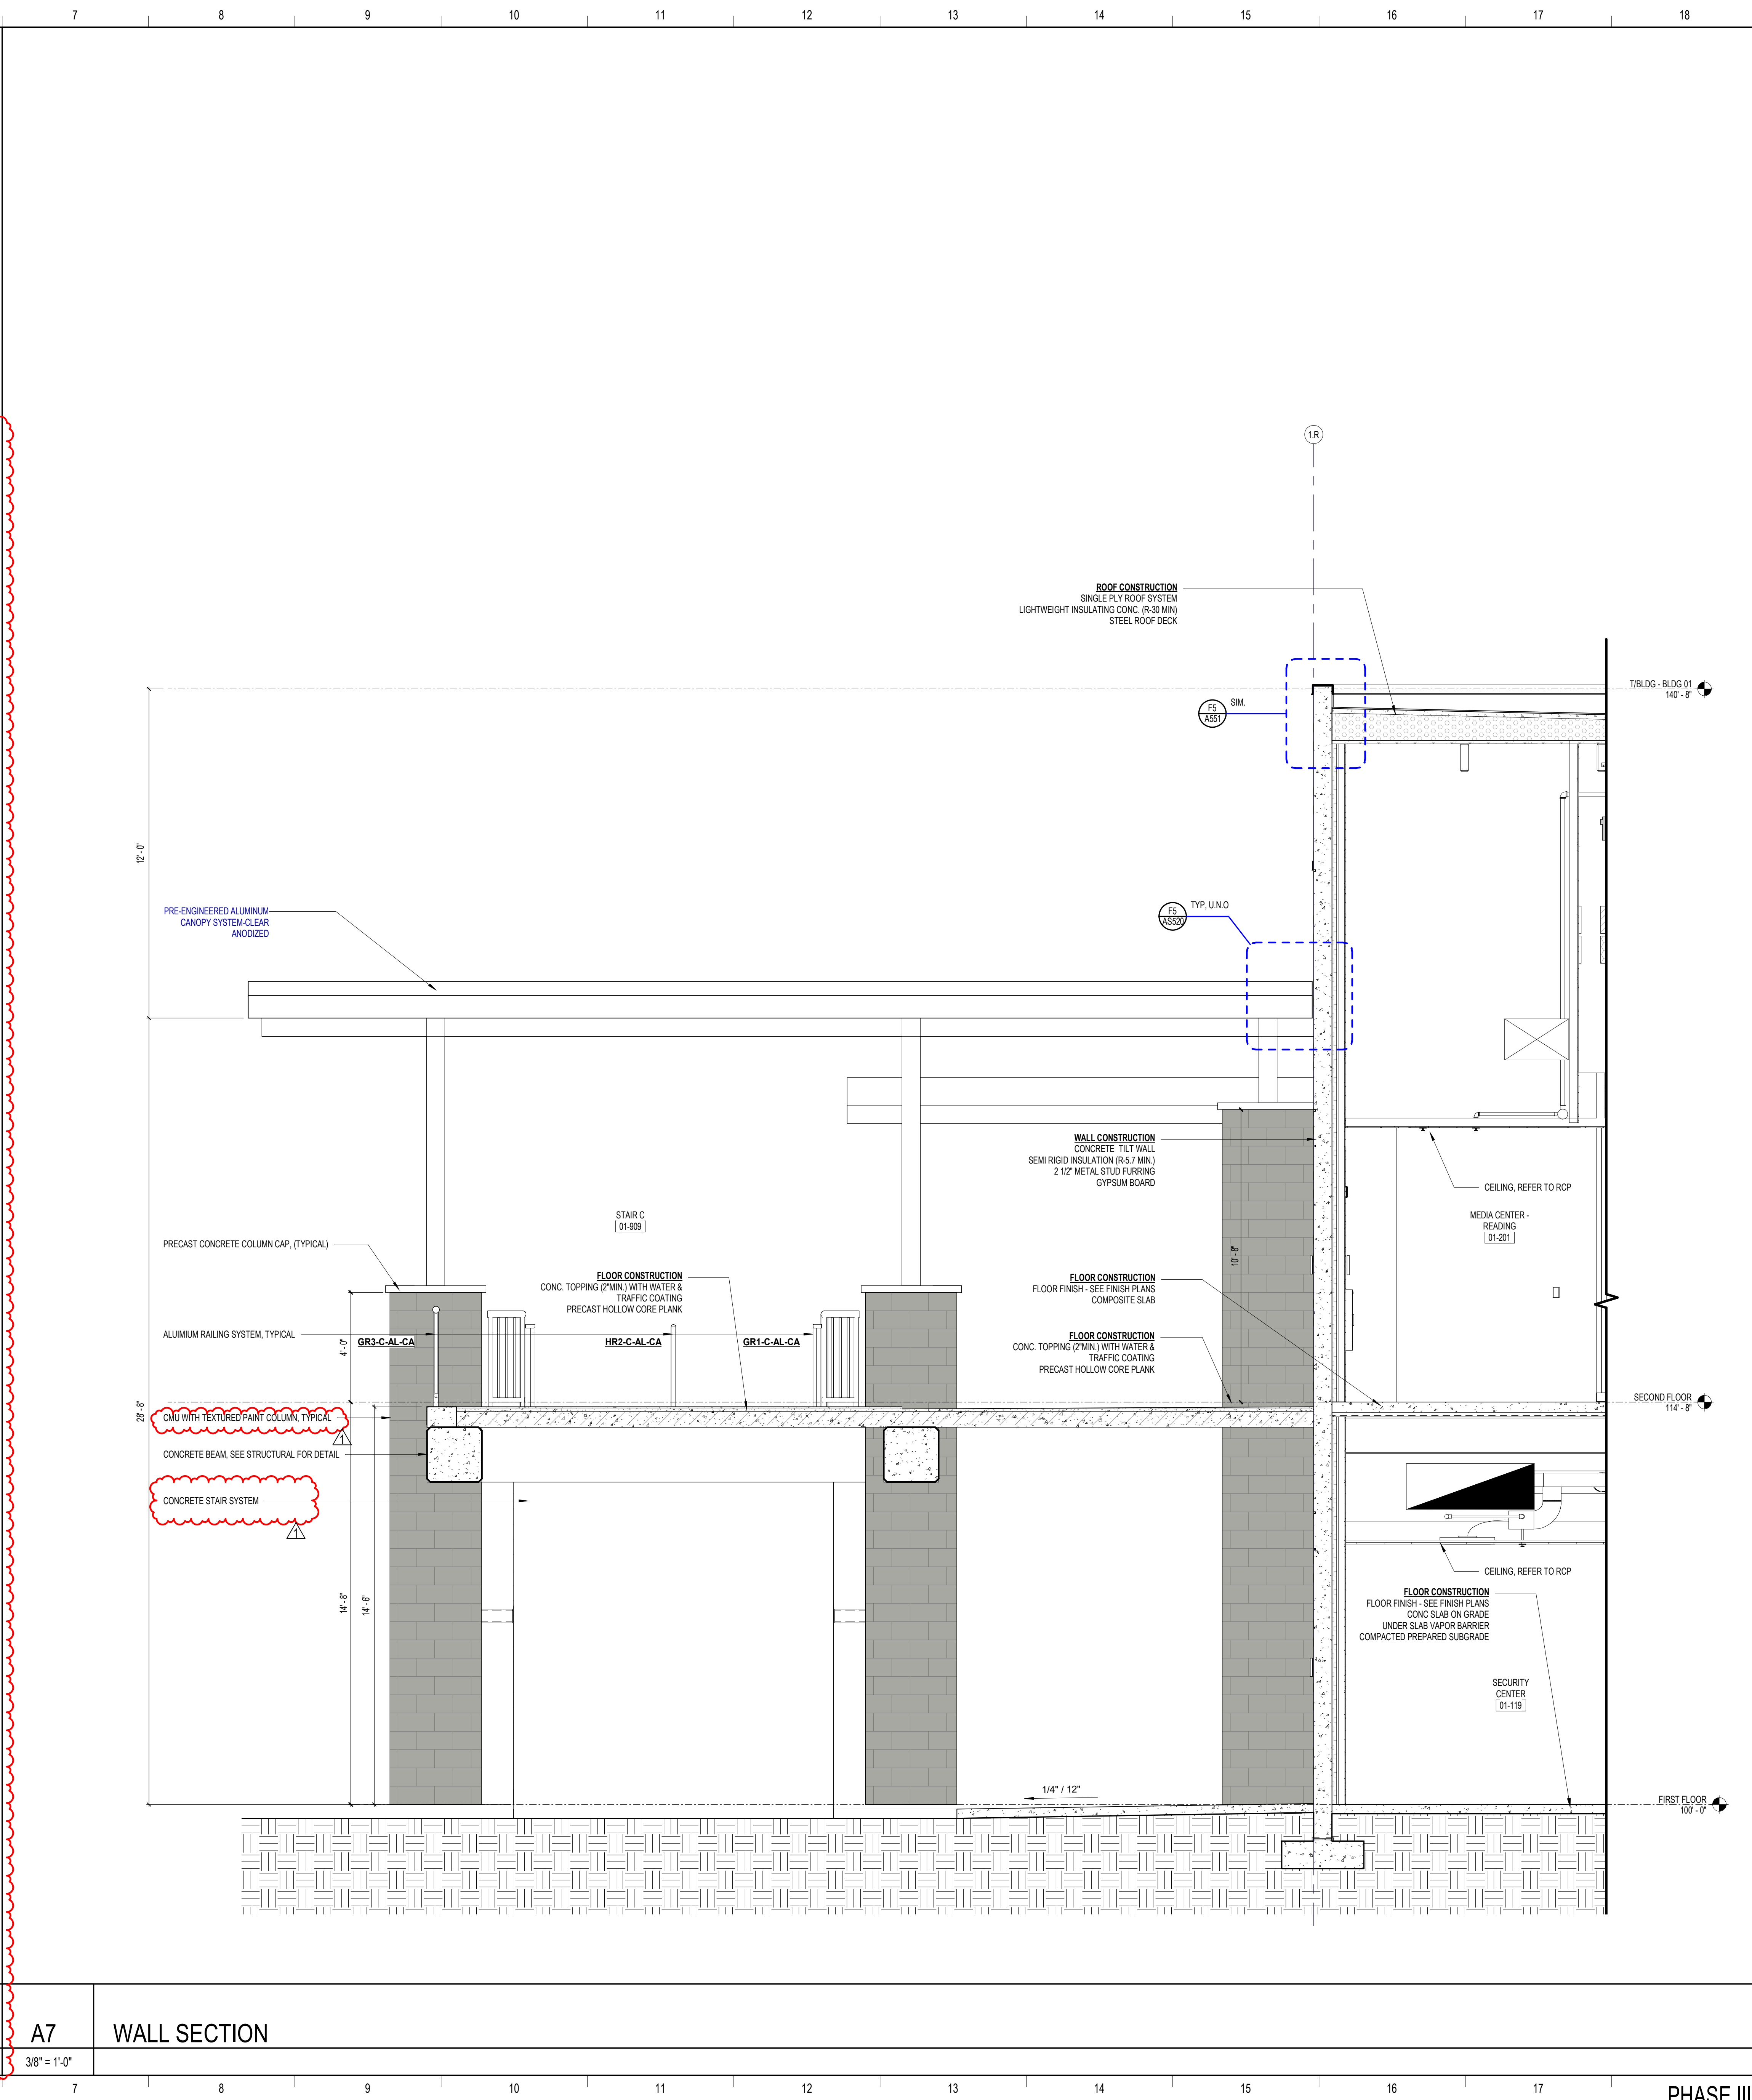 7 8 9 10 11 12 13 14 15 16 17 18
1.R
ROOF CONSTRUCTION
SINGLE PLY ROOF SYSTEM
LIGHTWEIGHT INSULATING CONC. (R-30 MIN)
STEEL ROOF DECK
T/BLDG - BLDG 01
140' - 8"
F5
A551
SIM.
12' - 0"
F5
AS520
TYP, U.N.O
PRE-ENGINEERED ALUMINUM
CANOPY SYSTEM-CLEAR
ANODIZED
WALL CONSTRUCTION
CONCRETE TILT WALL
SEMI RIGID INSULATION (R-5.7 MIN.)
2 1/2" METAL STUD FURRING
GYPSUM BOARD
CEILING, REFER TO RCP
STAIR C
01-909
MEDIA CENTER -
READING
01-201
PRECAST CONCRETE COLUMN CAP, (TYPICAL)
10' - 8"
FLOOR CONSTRUCTION
CONC. TOPPING (2"MIN.) WITH WATER &
TRAFFIC COATING
PRECAST HOLLOW CORE PLANK
FLOOR CONSTRUCTION
FLOOR FINISH - SEE FINISH PLANS
COMPOSITE SLAB
ALUIMIUM RAILING SYSTEM, TYPICAL
4' - 0"
GR3-C-AL-CA
HR2-C-AL-CA
GR1-C-AL-CA
FLOOR CONSTRUCTION
CONC. TOPPING (2"MIN.) WITH WATER &
TRAFFIC COATING
PRECAST HOLLOW CORE PLANK
SECOND FLOOR
114' - 8"
28' - 8"
CMU WITH TEXTURED PAINT COLUMN, TYPICAL
1
CONCRETE BEAM, SEE STRUCTURAL FOR DETAIL
CONCRETE STAIR SYSTEM
1
CEILING, REFER TO RCP
14' - 8"
14' - 6"
FLOOR CONSTRUCTION
FLOOR FINISH - SEE FINISH PLANS
CONC SLAB ON GRADE
UNDER SLAB VAPOR BARRIER
COMPACTED PREPARED SUBGRADE
SECURITY
CENTER
01-119
1/4" / 12"
FIRST FLOOR
100' - 0"
A7
WALL SECTION
3/8" = 1'-0"
7 8 9 10 11 12 13 14 15 16 17
PHASE III